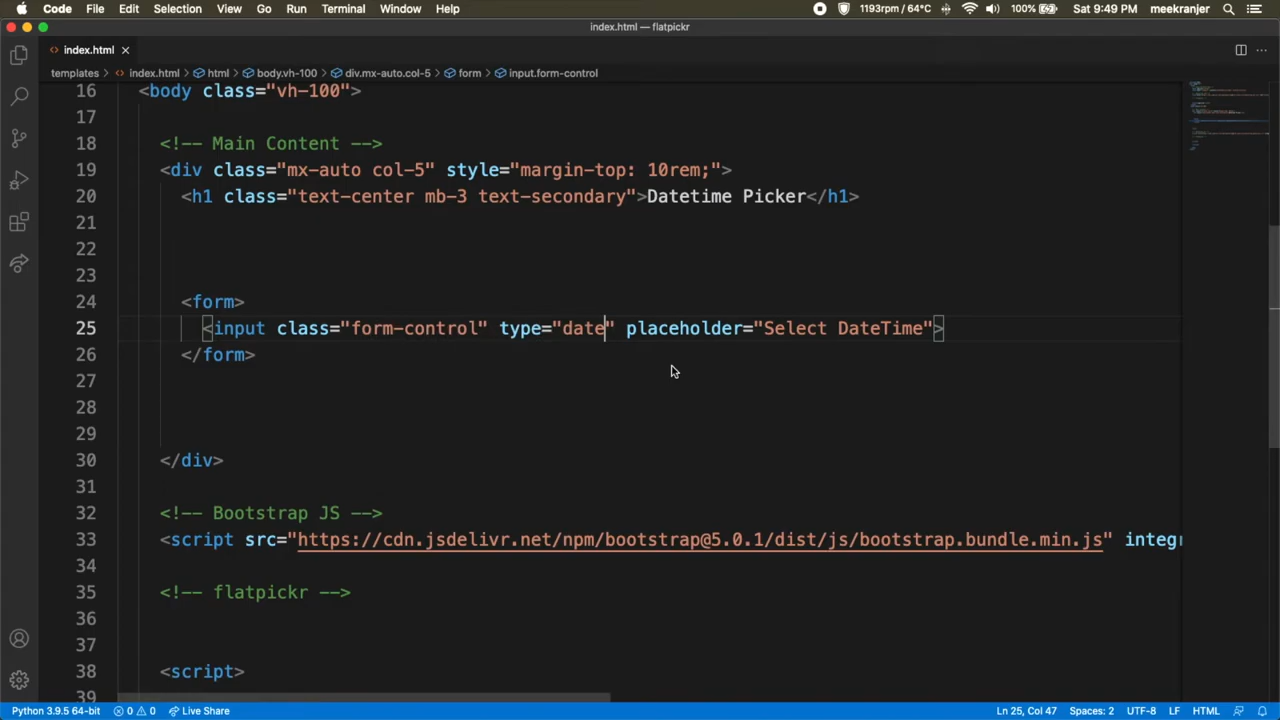 Code File Edit Selection View Go Run Terminal Window Help 1193rpm / 64°C 100% Sat 9:49 PM meekranjer
index.html — flatpickr
index.html
templates index.html html body.vh-100 div.mx-auto.col-5 form input.form-control
16 <body class="vh-100">
17
18 <!-- Main Content -->
19 <div class="mx-auto col-5" style="margin-top: 10rem;">
20 <h1 class="text-center mb-3 text-secondary">Datetime Picker</h1>
21
22
23
24 <form>
25 <input class="form-control" type="date" placeholder="Select DateTime">
26 </form>
27
28
29
30 </div>
31
32 <!-- Bootstrap JS -->
33 <script src="https://cdn.jsdelivr.net/npm/bootstrap@5.0.1/dist/js/bootstrap.bundle.min.js" integr
34
35 <!-- flatpickr -->
36
37
38 <script>
39
Python 3.9.5 64-bit 0 0 Live Share Ln 25, Col 47 Spaces: 2 UTF-8 LF HTML